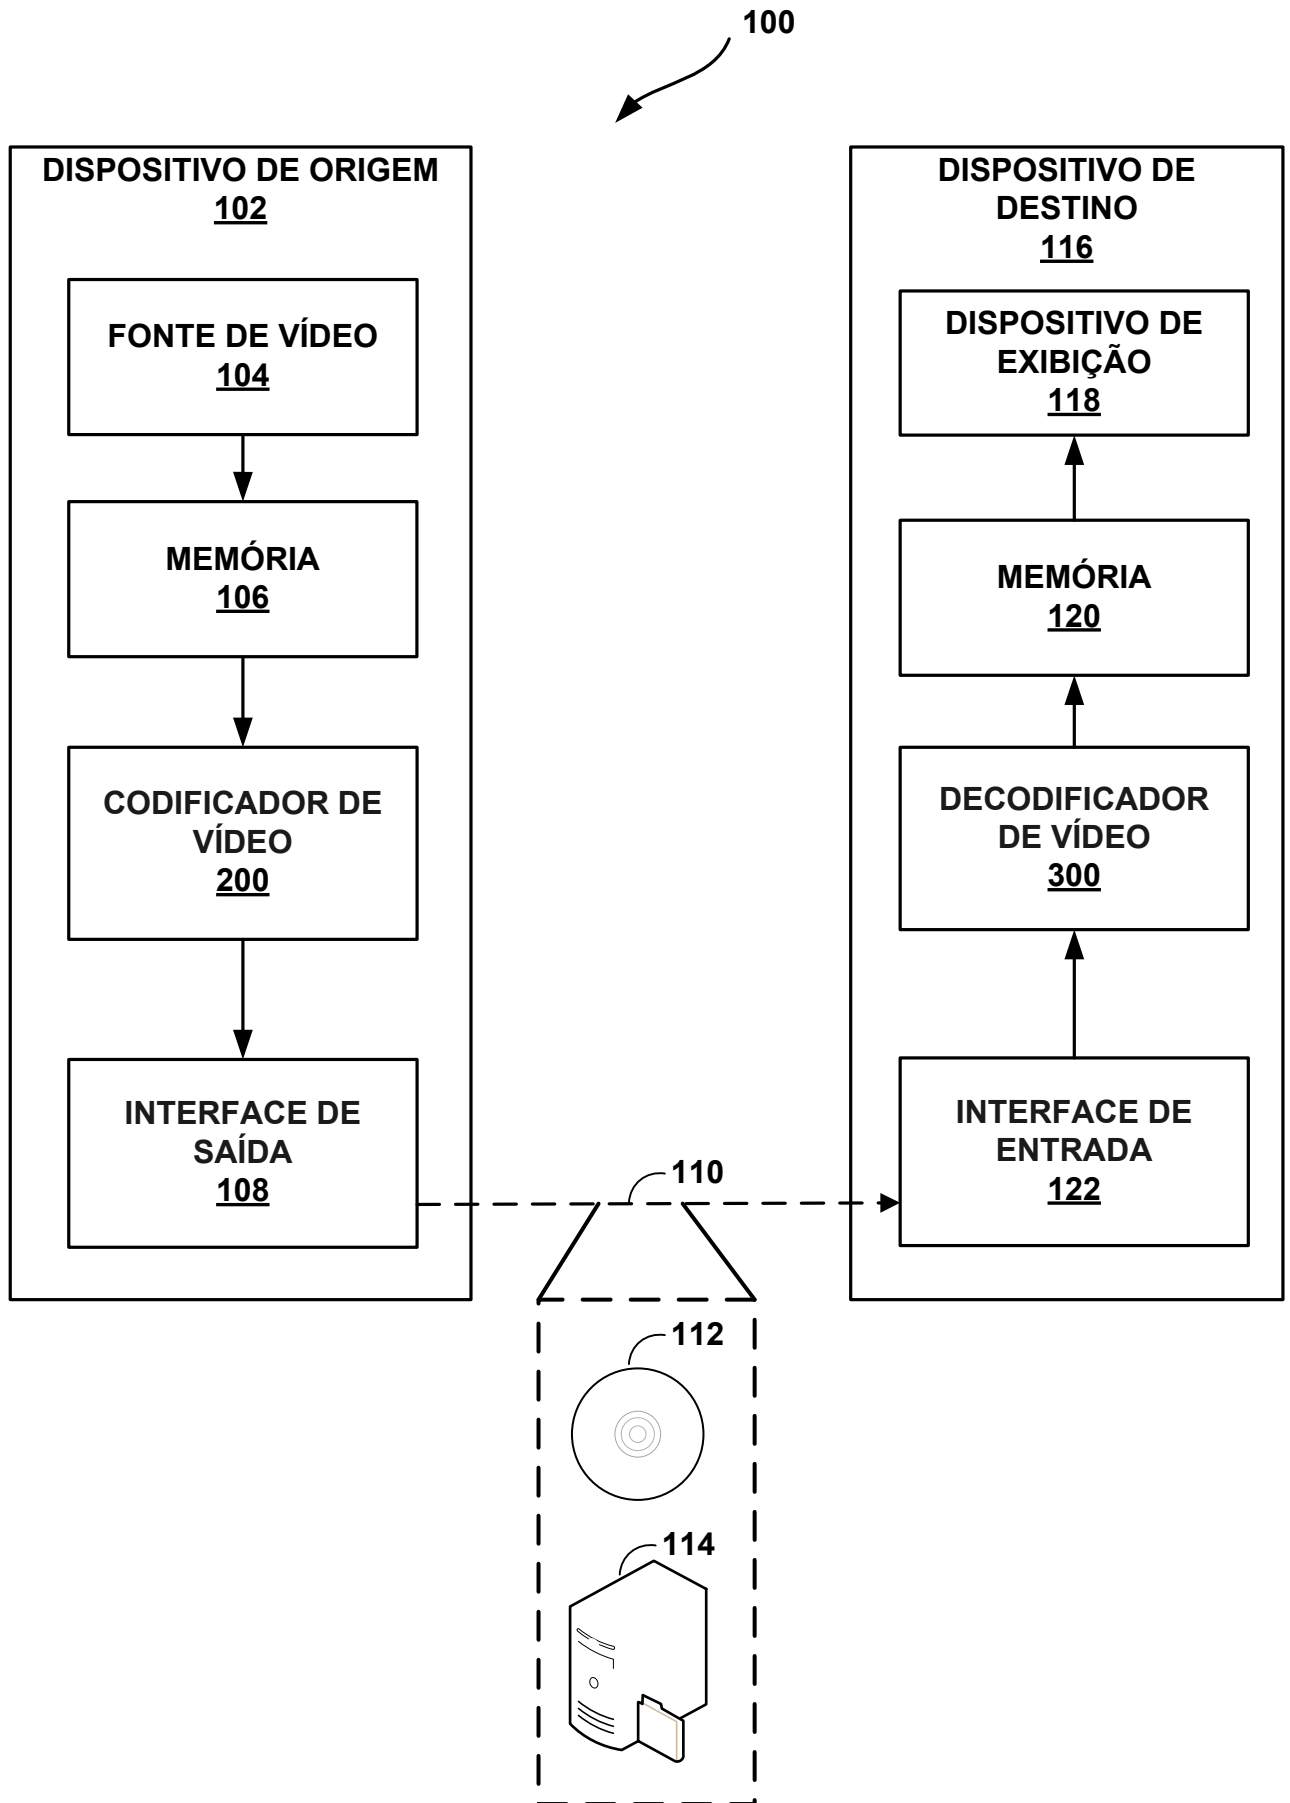 100
DISPOSITIVO DE ORIGEM
102
FONTE DE VÍDEO
104
MEMÓRIA
106
CODIFICADOR DE
VÍDEO
200
INTERFACE DE
SAÍDA
108
DISPOSITIVO DE
DESTINO
116
DISPOSITIVO DE
EXIBIÇÃO
118
MEMÓRIA
120
DECODIFICADOR
DE VÍDEO
300
INTERFACE DE
ENTRADA
122
110
112
114